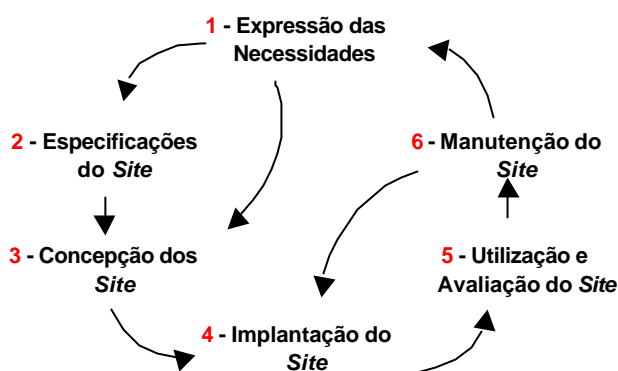 1 - Expressão das
Necessidades
2 - Especificações
do Site
6 - Manutenção do
Site
3 - Concepção dos
Site
5 - Utilização e
Avaliação do Site
4 - Implantação do
Site